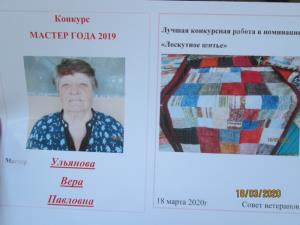 Конкурс
МАСТЕР ГОДА 2019
Мастер Ульянова
Вера
Павловна
Лучшая конкурсная работа в номинации
«Лоскутное шитье»
18 марта 2020г Совет ветеранов
18/03/2020